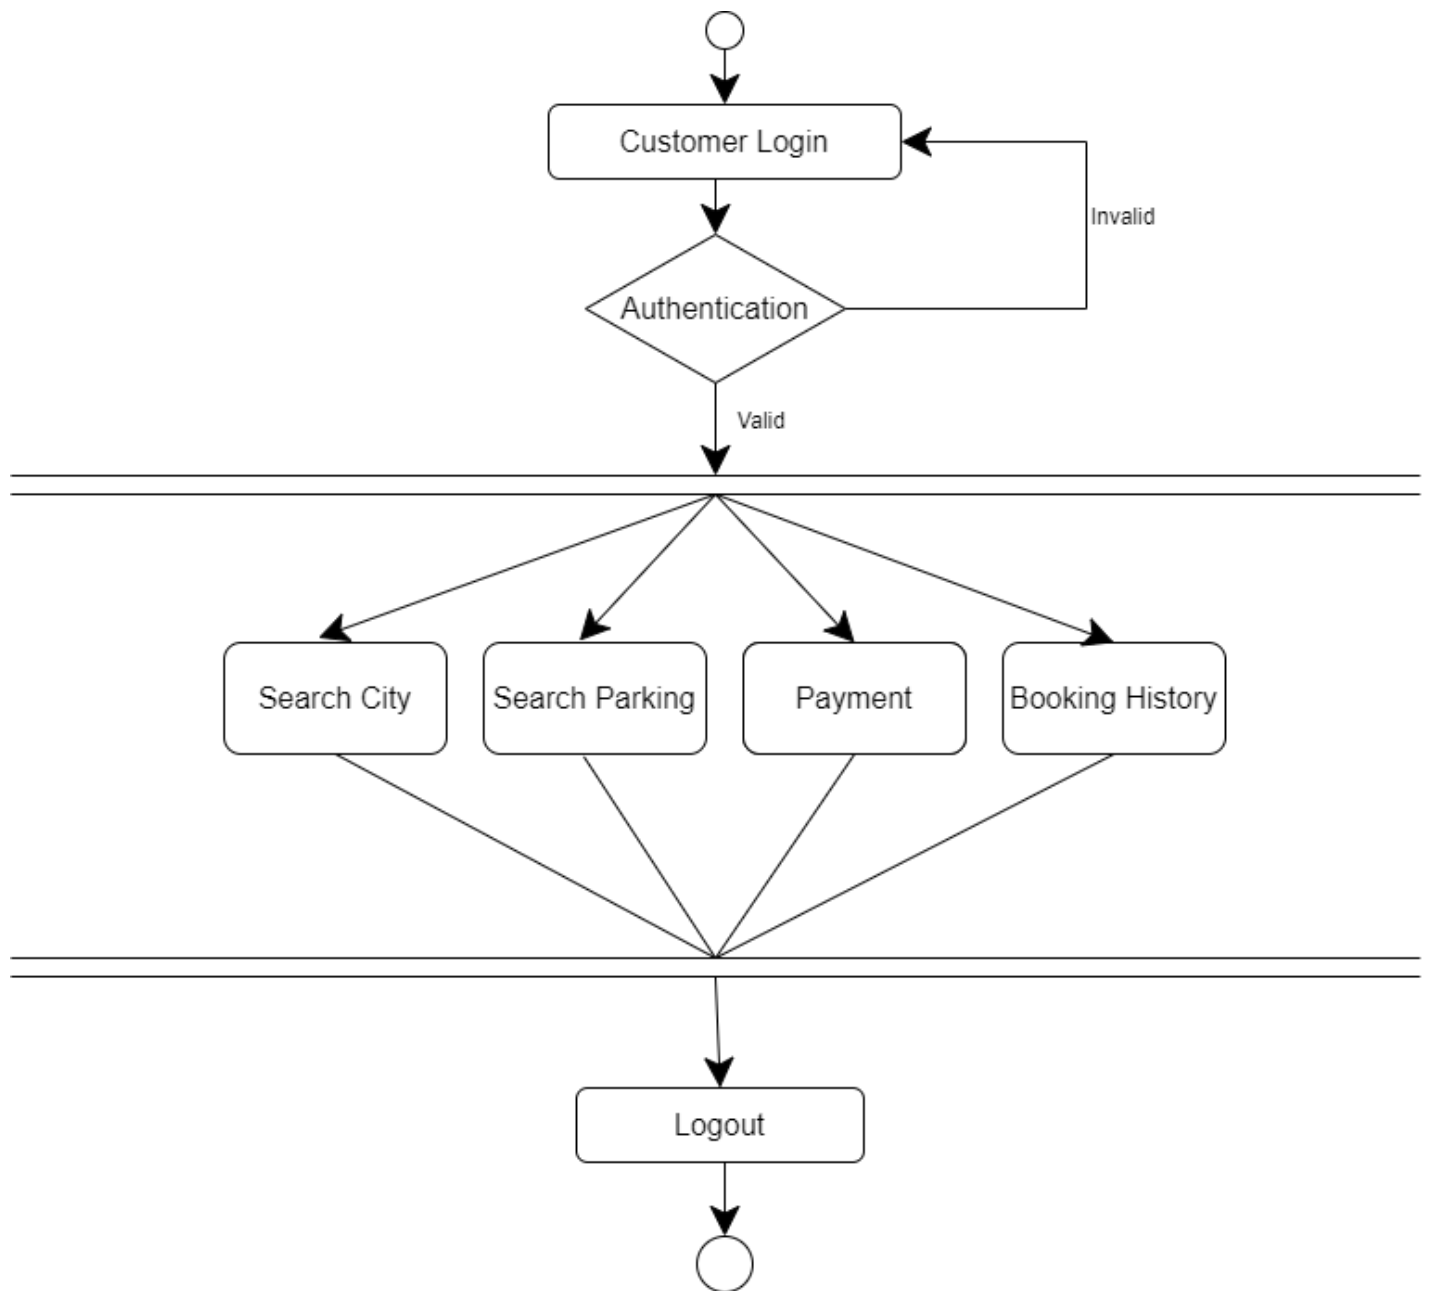 Customer Login
Invalid
Authentication
Valid
Search City
Search Parking
Payment
Booking History
Logout